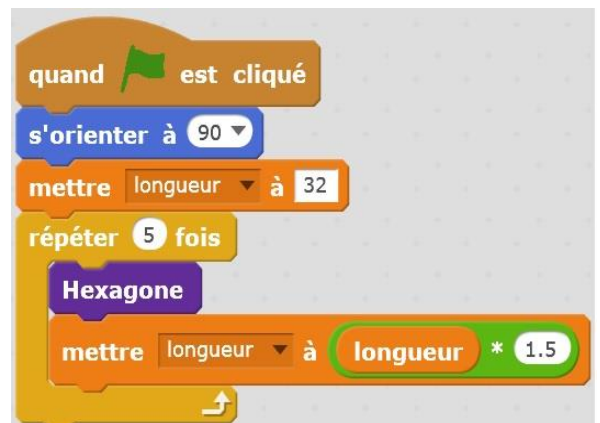 quand est cliqué
s'orienter à 90
mettre longueur à 32
répéter 5 fois
Hexagone
mettre longueur à longueur * 1.5